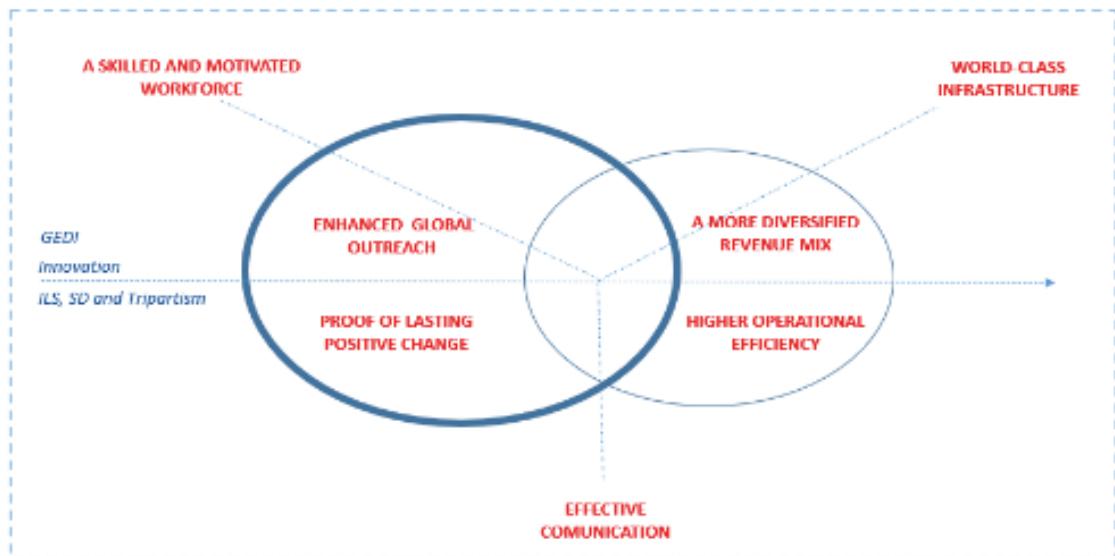 A SKILLED AND MOTIVATED
WORKFORCE
WORLD-CLASS
INFRASTRUCTURE
ENHANCED GLOBAL
OUTREACH
A MORE DIVERSIFIED
REVENUE MIX
GEDI
Innovation
ILS, SD and Tripartism
PROOF OF LASTING
POSITIVE CHANGE
HIGHER OPERATIONAL
EFFICIENCY
EFFECTIVE
COMUNICATION